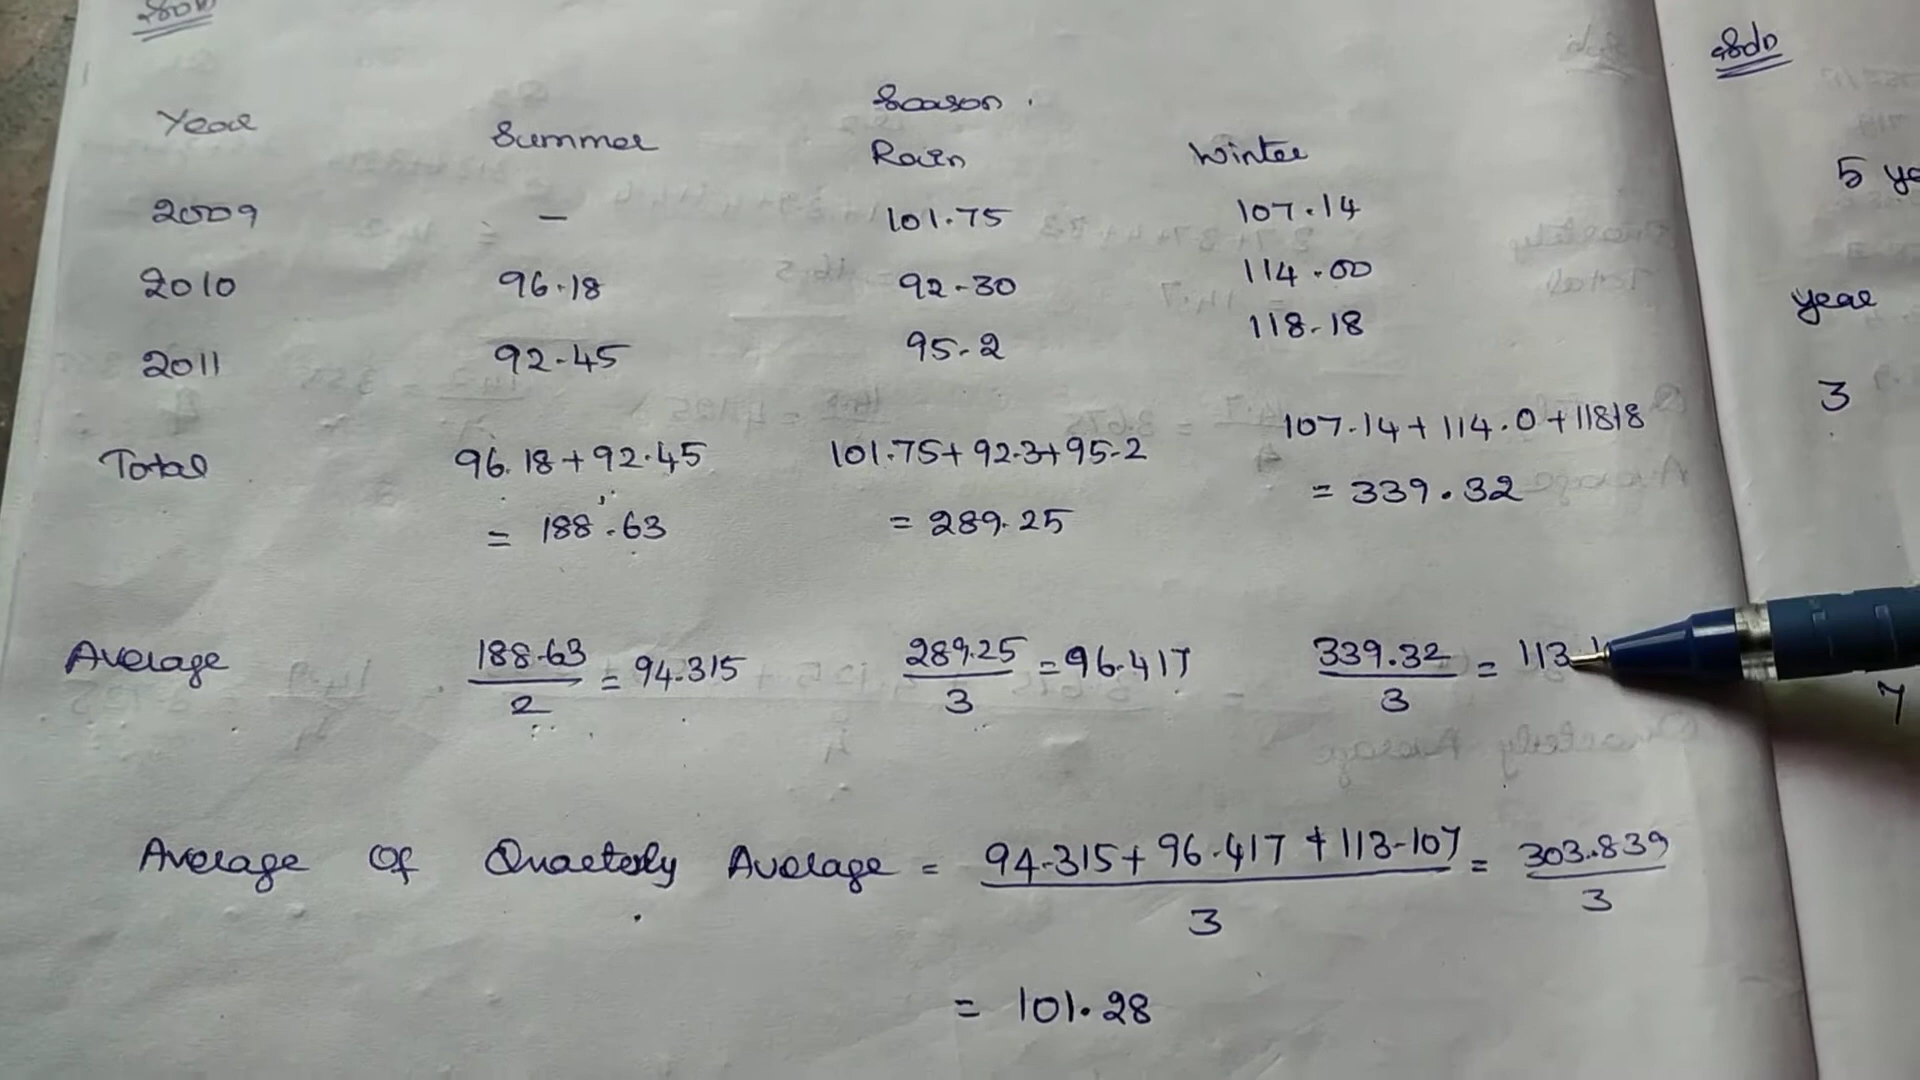 Soln
Season
Year Summer Rain Winter
2009 - 101.75 107.14
2010 96.18 92.30 114.00
2011 92.45 95.2 118.18
Total 96.18+92.45 101.75+92.3+95.2 107.14+114.0+11818
= 188.63 = 289.25 = 339.32
Average 188.63/2 = 94.315 289.25/3 = 96.417 339.32/3 = 113
Average Of Quarterly Average = 94.315+96.417+113.107/3 = 303.839/3
= 101.28
Soln
5
year
3
7